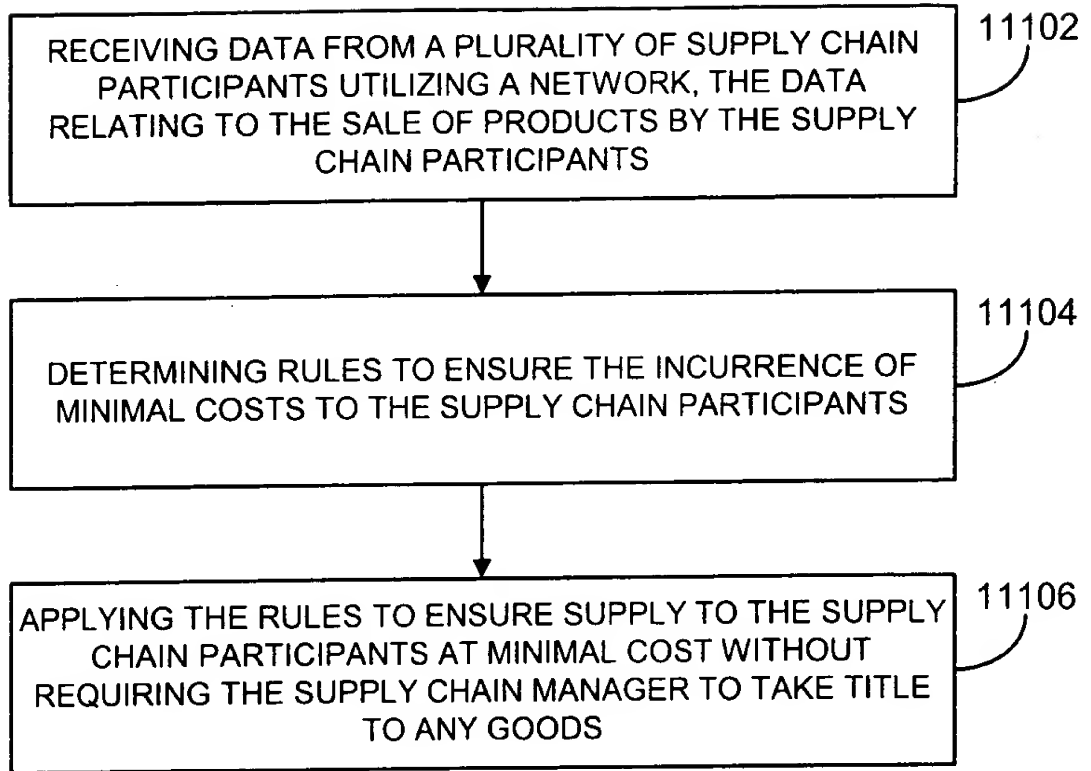 RECEIVING DATA FROM A PLURALITY OF SUPPLY CHAIN
PARTICIPANTS UTILIZING A NETWORK, THE DATA
RELATING TO THE SALE OF PRODUCTS BY THE SUPPLY
CHAIN PARTICIPANTS
11102
DETERMINING RULES TO ENSURE THE INCURRENCE OF
MINIMAL COSTS TO THE SUPPLY CHAIN PARTICIPANTS
11104
APPLYING THE RULES TO ENSURE SUPPLY TO THE SUPPLY
CHAIN PARTICIPANTS AT MINIMAL COST WITHOUT
REQUIRING THE SUPPLY CHAIN MANAGER TO TAKE TITLE
TO ANY GOODS
11106